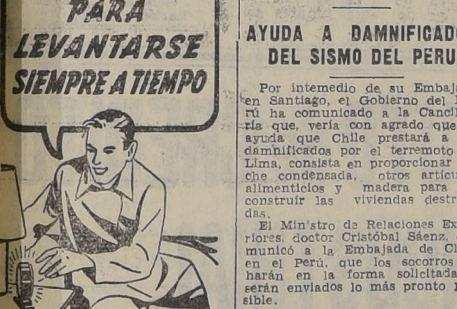 PARA
LEVANTARSE
SIEMPRE A TIEMPO
AYUDA A DAMNIFICADO
DEL SISMO DEL PERU
Por intermedio de su Embaj
en Santiago, el Gobierno del
rú ha comunicado a la Cancil
ría que, vería con agrado que
ayuda que Chile prestará a
damnificados por el terremoto
Lima, consista en proporcionar
che condensada, otros artícu
alimenticios y madera para
construir las viviendas destr
das.
El Ministro de Relaciones Ex
riores, doctor Cristóbal Sáenz,
municó a la Embajada de Ch
en el Perú, que los socorros
harán en la forma solicitada
serán enviados lo más pronto
sible.